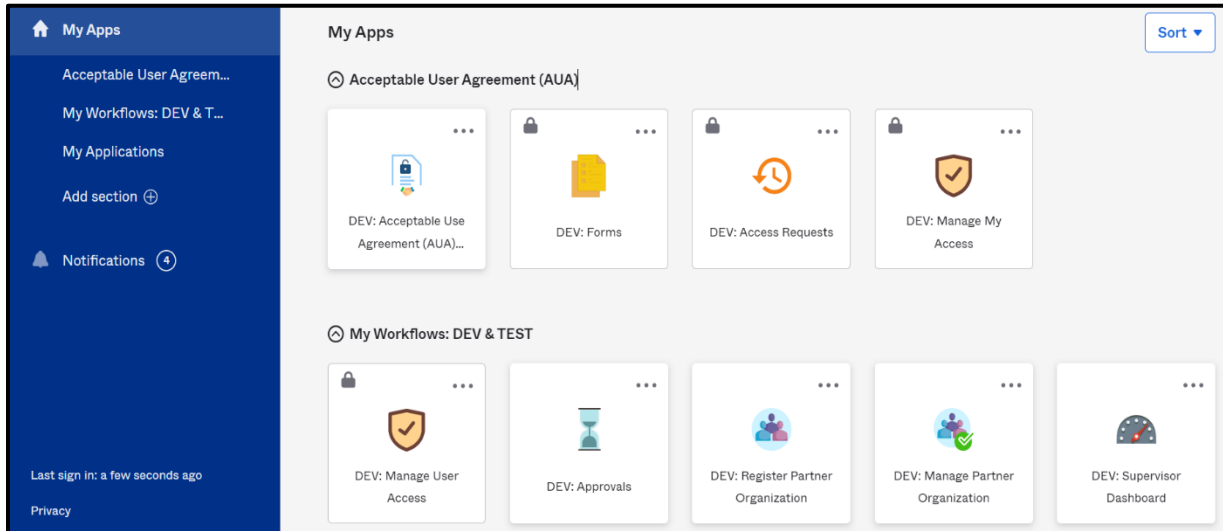 My Apps
Acceptable User Agreem...
My Workflows: DEV & T...
My Applications
Add section
Notifications 4
Last sign in: a few seconds ago
Privacy
My Apps
Sort
Acceptable User Agreement (AUA)
DEV: Acceptable Use
Agreement (AUA)...
DEV: Forms
DEV: Access Requests
DEV: Manage My
Access
My Workflows: DEV & TEST
DEV: Manage User
Access
DEV: Approvals
DEV: Register Partner
Organization
DEV: Manage Partner
Organization
DEV: Supervisor
Dashboard